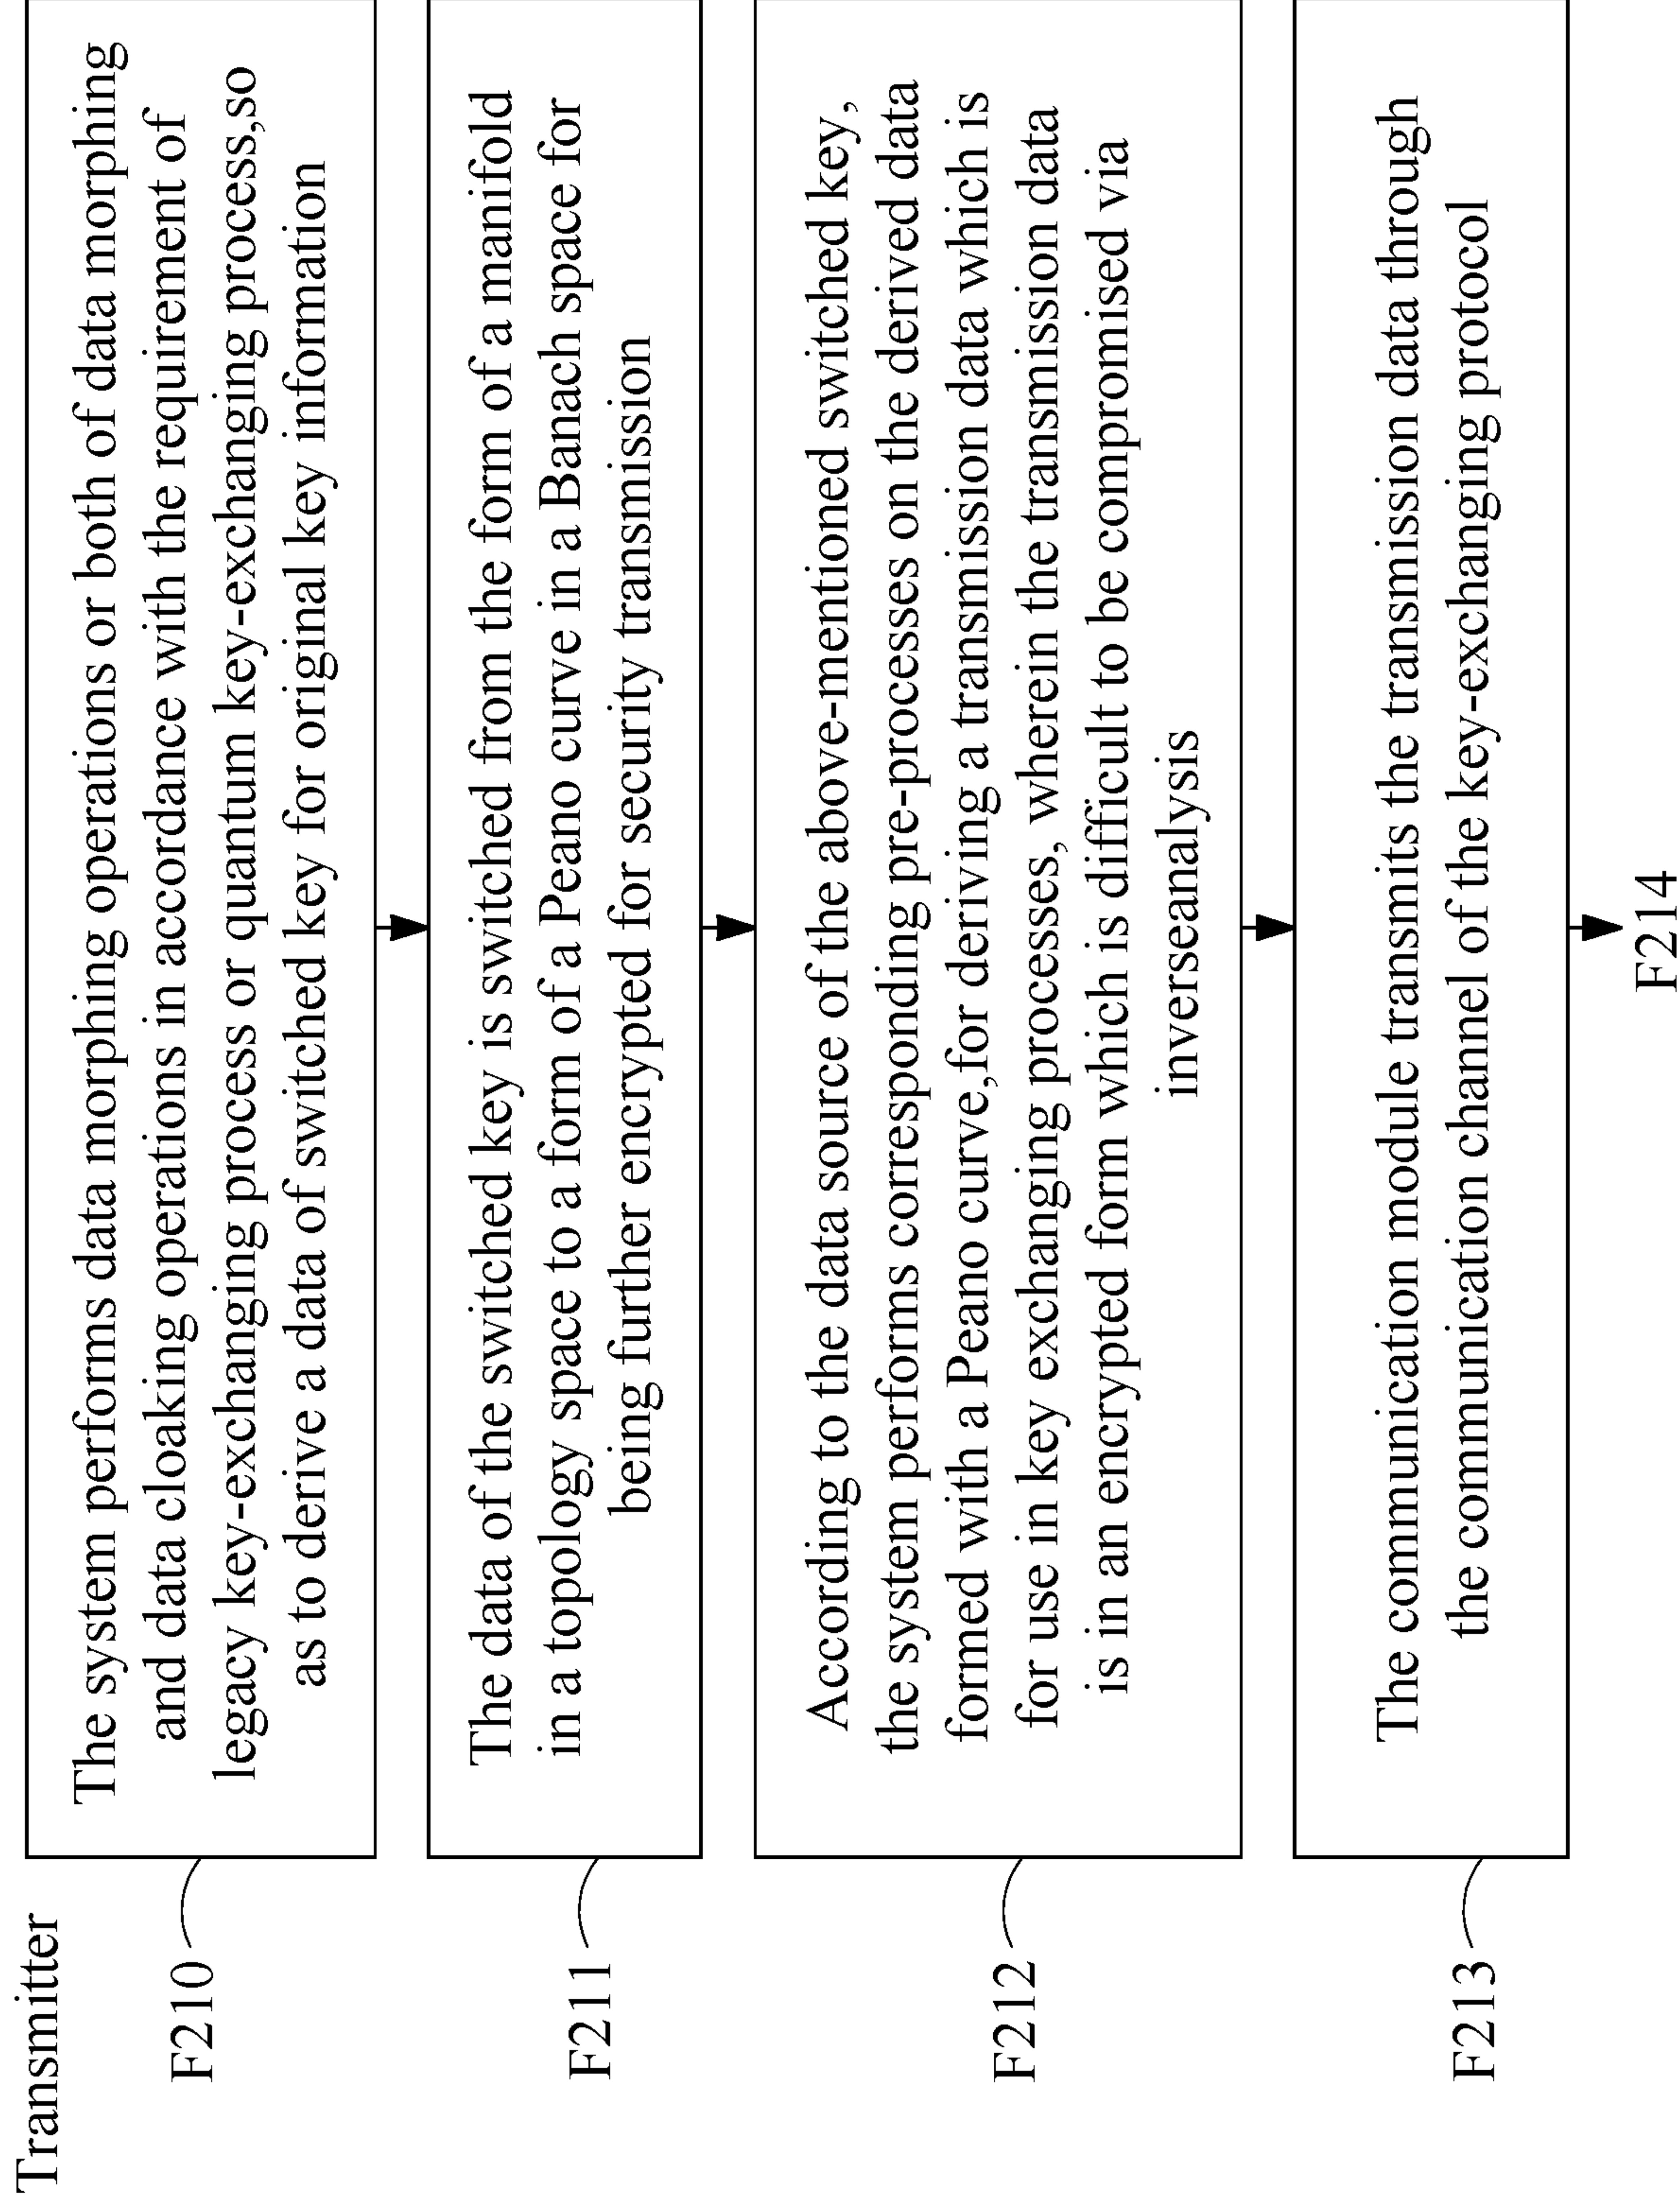 Transmitter
F210
The system performs data morphing operations or both of data morphing
and data cloaking operations in accordance with the requirement of
legacy key-exchanging process or quantum key-exchanging process,so
as to derive a data of switched key for original key information
F211
The data of the switched key is switched from the form of a manifold
in a topology space to a form of a Peano curve in a Banach space for
being further encrypted for security transmission
F212
According to the data source of the above-mentioned switched key,
the system performs corresponding pre-processes on the derived data
formed with a Peano curve,for deriving a transmission data which is
for use in key exchanging processes, wherein the transmission data
is in an encrypted form which is difficult to be compromised via
inverseanalysis
F213
The communication module transmits the transmission data through
the communication channel of the key-exchanging protocol
F214